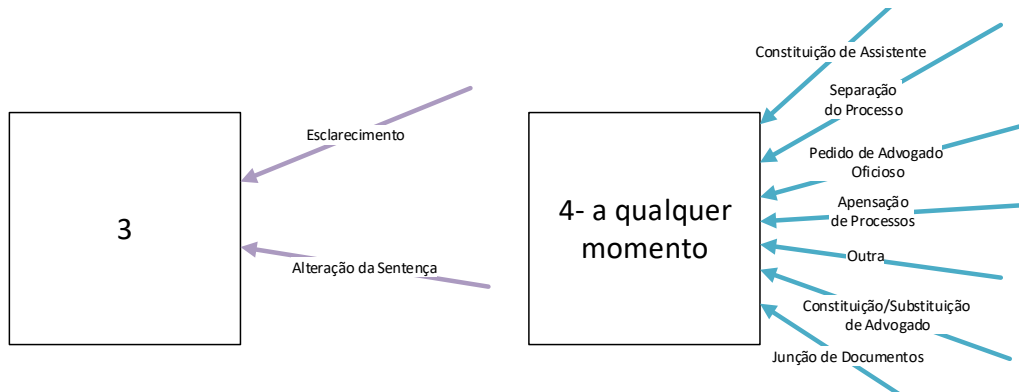 3
Esclarecimento
Alteração da Sentença
4- a qualquer
momento
Constituição de Assistente
Separação
do Processo
Pedido de Advogado
Oficioso
Apensação
de Processos
Outra
Constituição/Substituição
de Advogado
Junção de Documentos